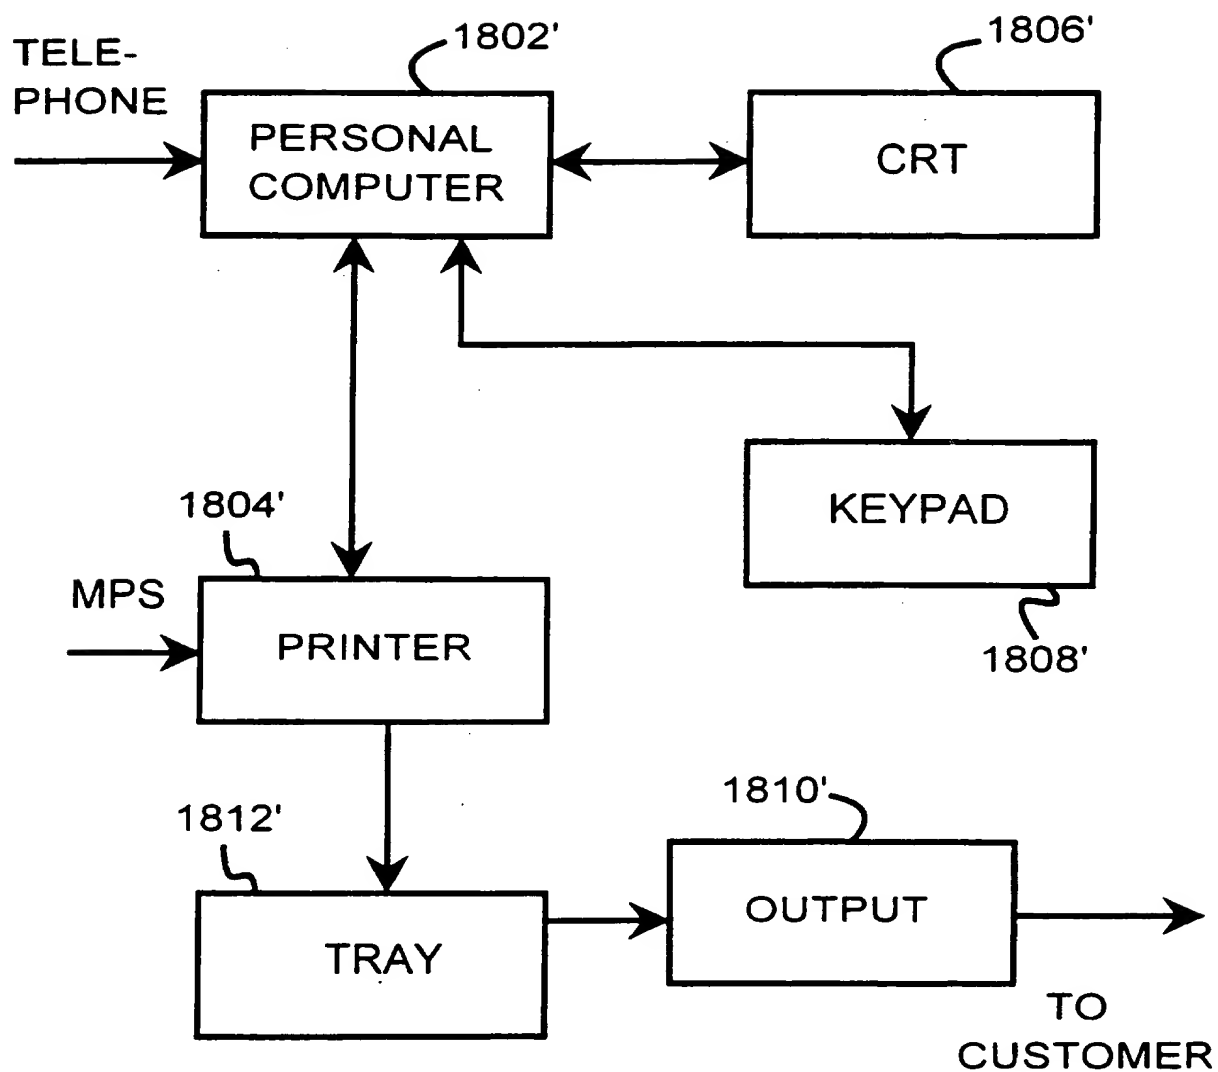 TELE-
PHONE
1802'
1806'
PERSONAL
COMPUTER
CRT
1804'
KEYPAD
MPS
PRINTER
1808'
1812'
1810'
TRAY
OUTPUT
TO
CUSTOMER